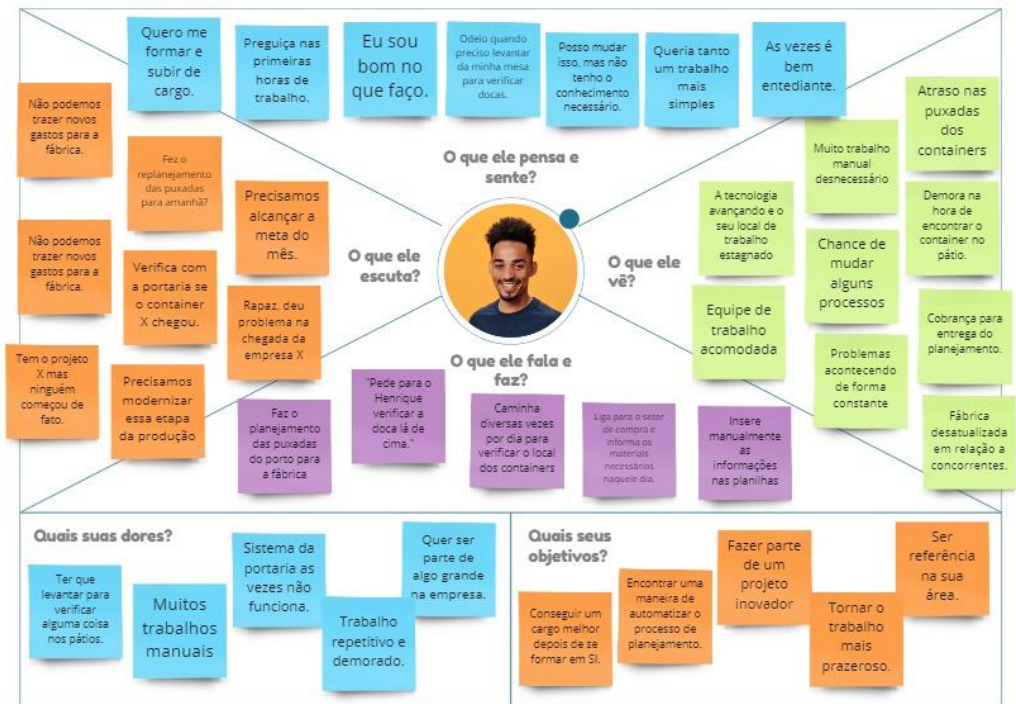 Quero me
formar e
subir de
cargo.
Preguiça nas
primeiras
horas de
trabalho.
Eu sou
bom no
que faço.
Odeio quando
preciso levantar
da minha mesa
para verificar
docas.
Posso mudar
isso, mas não
tenho o
conhecimento
necessário.
Queria tanto
um trabalho
mais
simples
As vezes é
bem
entediante.
O que ele pensa e
sente?
Não podemos
trazer novos
gastos para a
fábrica.
Fez o
replanejamento
das puxadas
para amanhã?
Precisamos
alcançar a
meta do
mês.
Não podemos
trazer novos
gastos para a
fábrica.
Verifica com
a portaria se
o container
X chegou.
Rapaz, deu
problema na
chegada da
empresa X
Tem o projeto
X mas
ninguém
começou de
fato.
Precisamos
modernizar
essa etapa
da produção
O que ele
escuta?
O que ele
vê?
Atraso nas
puxadas
dos
containers
Muito trabalho
manual
desnecessário
A tecnologia
avançando e o
seu local de
trabalho
estagnado
Demora na
hora de
encontrar o
container no
pátio.
Chance de
mudar
alguns
processos
Equipe de
trabalho
acomodada
Cobrança para
entrega do
planejamento.
Problemas
acontecendo
de forma
constante
Fábrica
desatualizada
em relação a
concorrentes.
O que ele fala e
faz?
Faz o
planejamento
das puxadas
do porto para
a fábrica
"Pede para o
Henrique
verificar a
doca lá de
cima."
Caminha
diversas vezes
por dia para
verificar o local
dos containers
Liga para o setor
de compra e
informa os
materiais
necessários
naquele dia.
Insere
manualmente
as
informações
nas planilhas
Quais suas dores?
Ter que
levantar para
verificar
alguma coisa
nos pátios.
Muitos
trabalhos
manuais
Sistema da
portaria as
vezes não
funciona.
Trabalho
repetitivo e
demorado.
Quer ser
parte de
algo grande
na empresa.
Quais seus
objetivos?
Conseguir um
cargo melhor
depois de se
formar em SI.
Encontrar uma
maneira de
automatizar o
processo de
planejamento.
Fazer parte
de um
projeto
inovador
Tornar o
trabalho
mais
prazeroso.
Ser
referência
na sua
área.